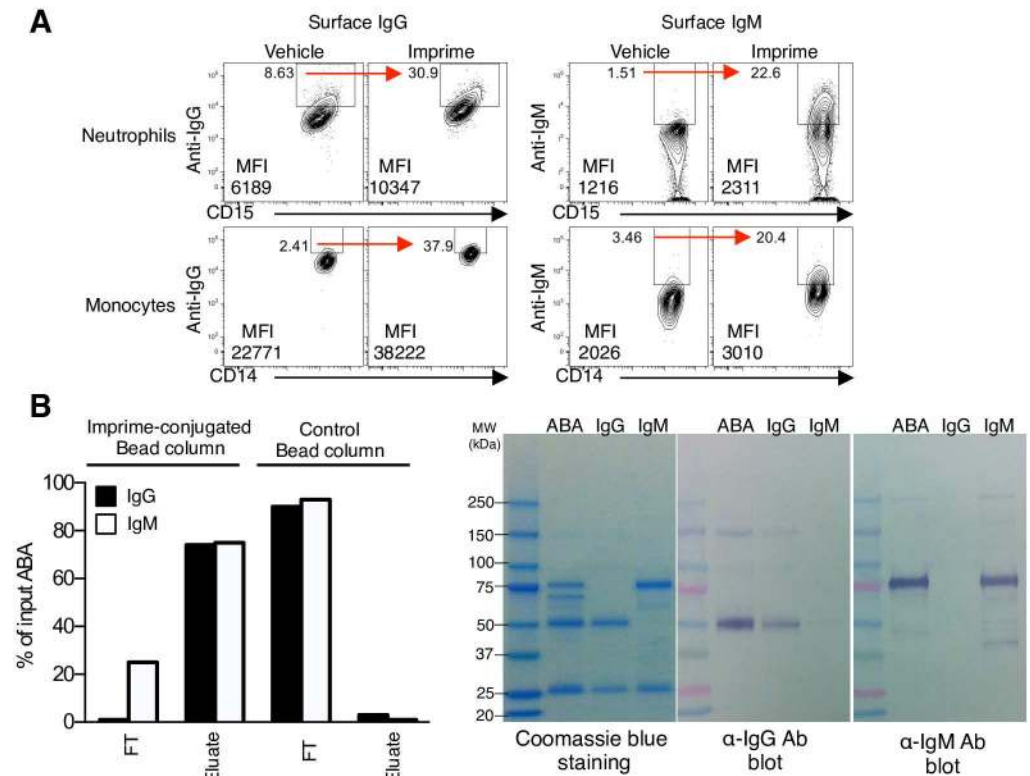 A
Surface IgG
Surface IgM
Vehicle
Imprime
Vehicle
Imprime
8.63
30.9
1.51
22.6
Neutrophils
Anti-IgG
Anti-IgM
MFI
6189
MFI
10347
MFI
1216
MFI
2311
CD15
CD15
2.41
37.9
3.46
20.4
Monocytes
Anti-IgG
Anti-IgM
MFI
22771
MFI
38222
MFI
2026
MFI
3010
CD14
CD14
B
Imprime-conjugated
Bead column
Control
Bead column
% of input ABA
100
80
60
40
20
0
IgG
IgM
FT
Eluate
FT
Eluate
MW
(kDa)
ABA IgG IgM
ABA IgG IgM
ABA IgG IgM
250
150
100
75
50
37
25
20
Coomassie blue
staining
α-IgG Ab
blot
α-IgM Ab
blot